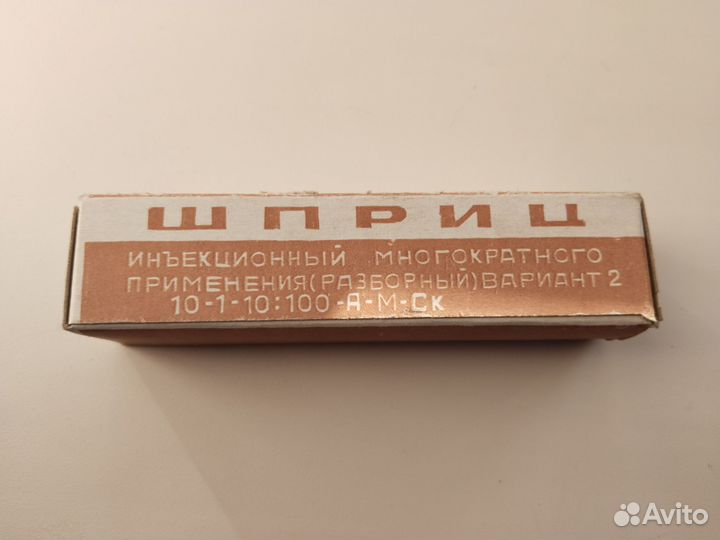 ШПРИЦ
ИНЪЕКЦИОННЫЙ МНОГОКРАТНОГО
ПРИМЕНЕНИЯ(РАЗБОРНЫЙ)ВАРИАНТ 2
10-1-10:100-А-М-Ск
Avito